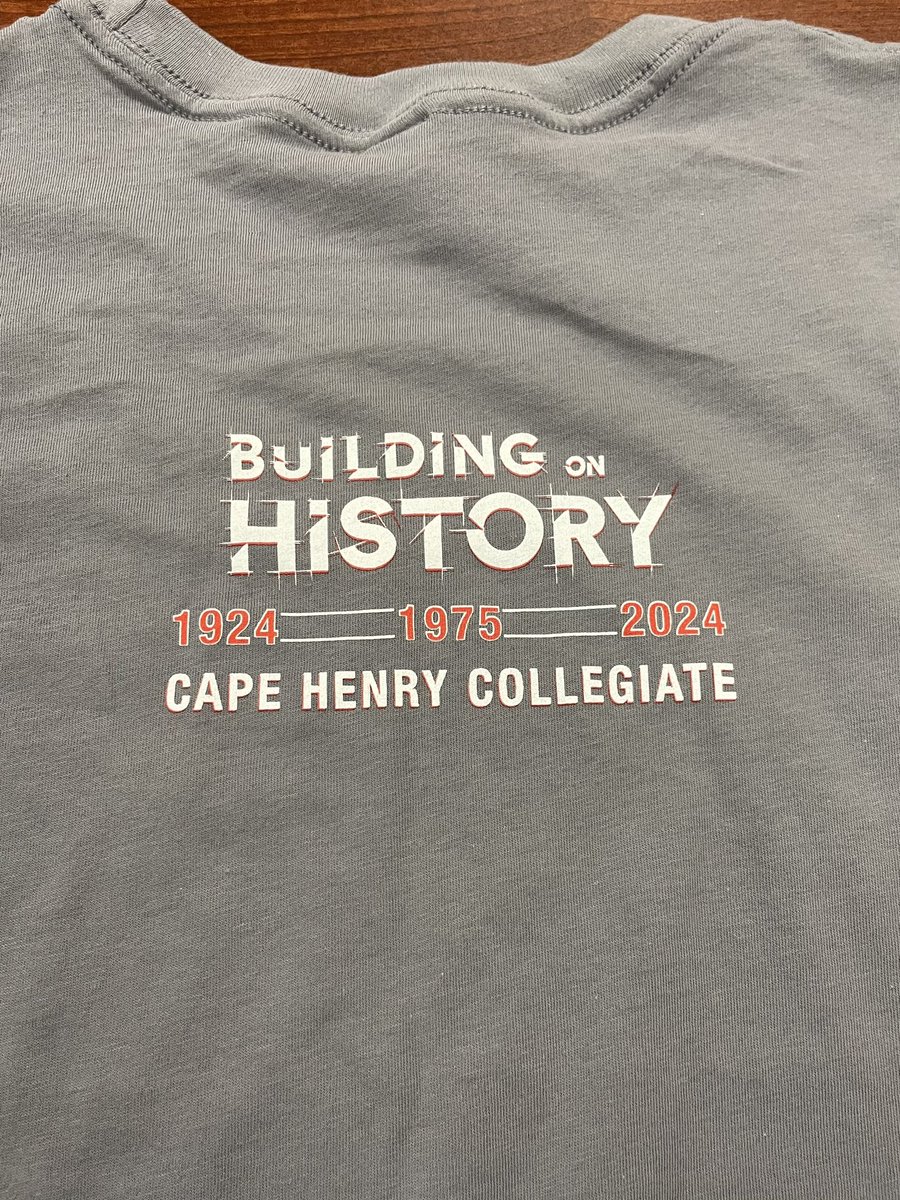 BUiLDiNG ON
HiSTORY
1924 1975 2024
CAPE HENRY COLLEGIATE